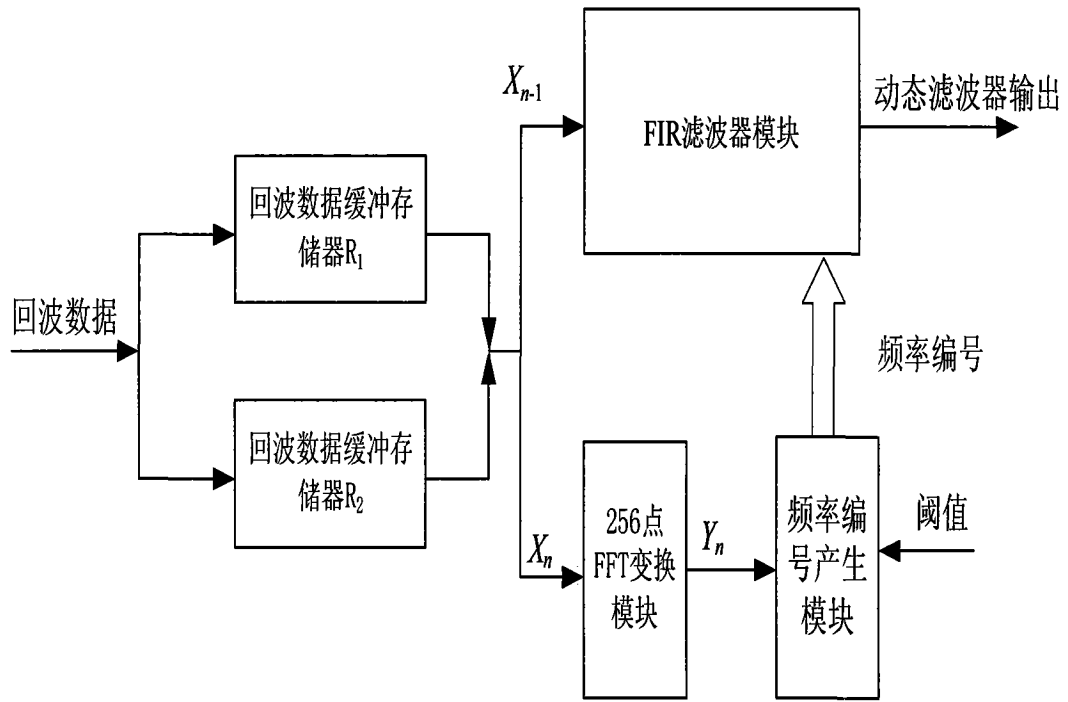 X_{n-1}
FIR滤波器模块
动态滤波器输出
回波数据缓冲存
储器R_1
回波数据
频率编号
回波数据缓冲存
储器R_2
X_n
256点
FFT变换
模块
Y_n
频率编
号产生
模块
阈值